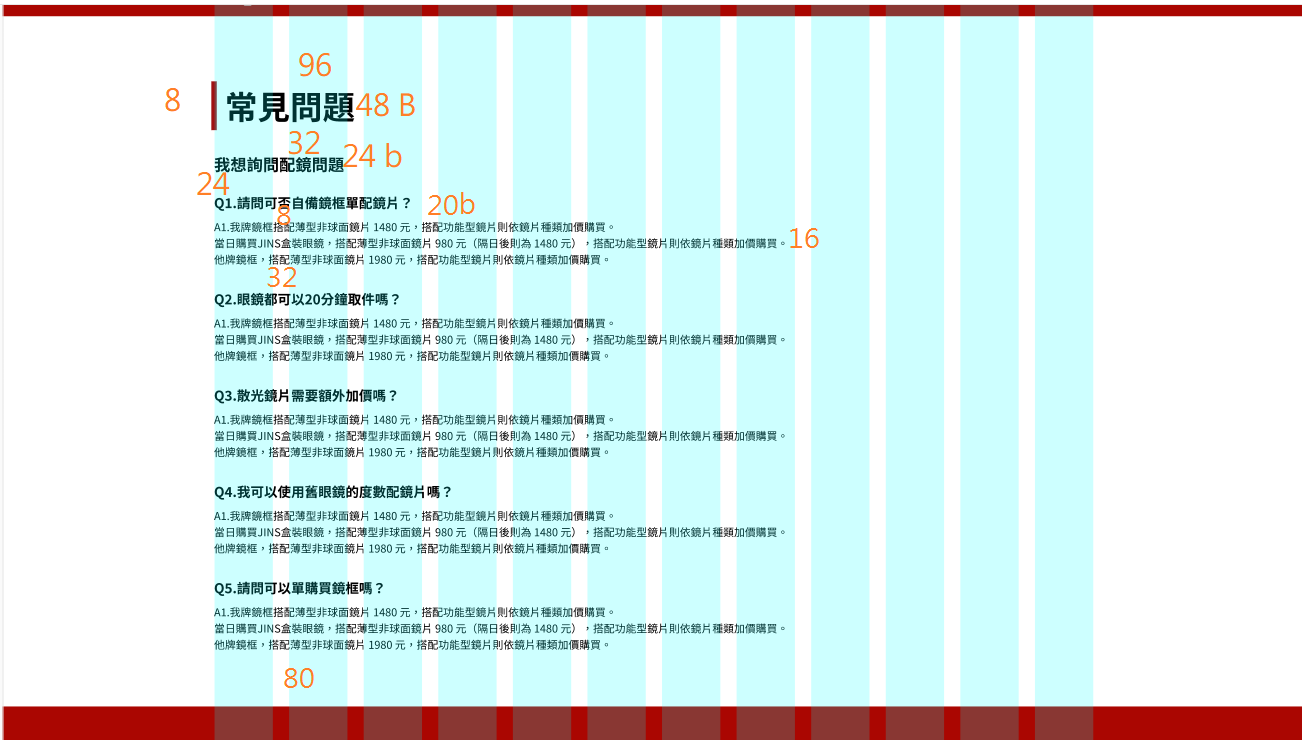 96
8
常見問題48 B
32
我想詢問配鏡問題24 b
24
Q1.請問可否自備鏡框單配鏡片？ 20b
8
A1.我牌鏡框搭配薄型非球面鏡片 1480 元，搭配功能型鏡片則依鏡片種類加價購買。
當日購買JINS盒裝眼鏡，搭配薄型非球面鏡片 980 元（隔日後則為 1480 元），搭配功能型鏡片則依鏡片種類加價購買。16
他牌鏡框，搭配薄型非球面鏡片 1980 元，搭配功能型鏡片則依鏡片種類加價購買。
32
Q2.眼鏡都可以20分鐘取件嗎？
A1.我牌鏡框搭配薄型非球面鏡片 1480 元，搭配功能型鏡片則依鏡片種類加價購買。
當日購買JINS盒裝眼鏡，搭配薄型非球面鏡片 980 元（隔日後則為 1480 元），搭配功能型鏡片則依鏡片種類加價購買。
他牌鏡框，搭配薄型非球面鏡片 1980 元，搭配功能型鏡片則依鏡片種類加價購買。
Q3.散光鏡片需要額外加價嗎？
A1.我牌鏡框搭配薄型非球面鏡片 1480 元，搭配功能型鏡片則依鏡片種類加價購買。
當日購買JINS盒裝眼鏡，搭配薄型非球面鏡片 980 元（隔日後則為 1480 元），搭配功能型鏡片則依鏡片種類加價購買。
他牌鏡框，搭配薄型非球面鏡片 1980 元，搭配功能型鏡片則依鏡片種類加價購買。
Q4.我可以使用舊眼鏡的度數配鏡片嗎？
A1.我牌鏡框搭配薄型非球面鏡片 1480 元，搭配功能型鏡片則依鏡片種類加價購買。
當日購買JINS盒裝眼鏡，搭配薄型非球面鏡片 980 元（隔日後則為 1480 元），搭配功能型鏡片則依鏡片種類加價購買。
他牌鏡框，搭配薄型非球面鏡片 1980 元，搭配功能型鏡片則依鏡片種類加價購買。
Q5.請問可以單購買鏡框嗎？
A1.我牌鏡框搭配薄型非球面鏡片 1480 元，搭配功能型鏡片則依鏡片種類加價購買。
當日購買JINS盒裝眼鏡，搭配薄型非球面鏡片 980 元（隔日後則為 1480 元），搭配功能型鏡片則依鏡片種類加價購買。
他牌鏡框，搭配薄型非球面鏡片 1980 元，搭配功能型鏡片則依鏡片種類加價購買。
80